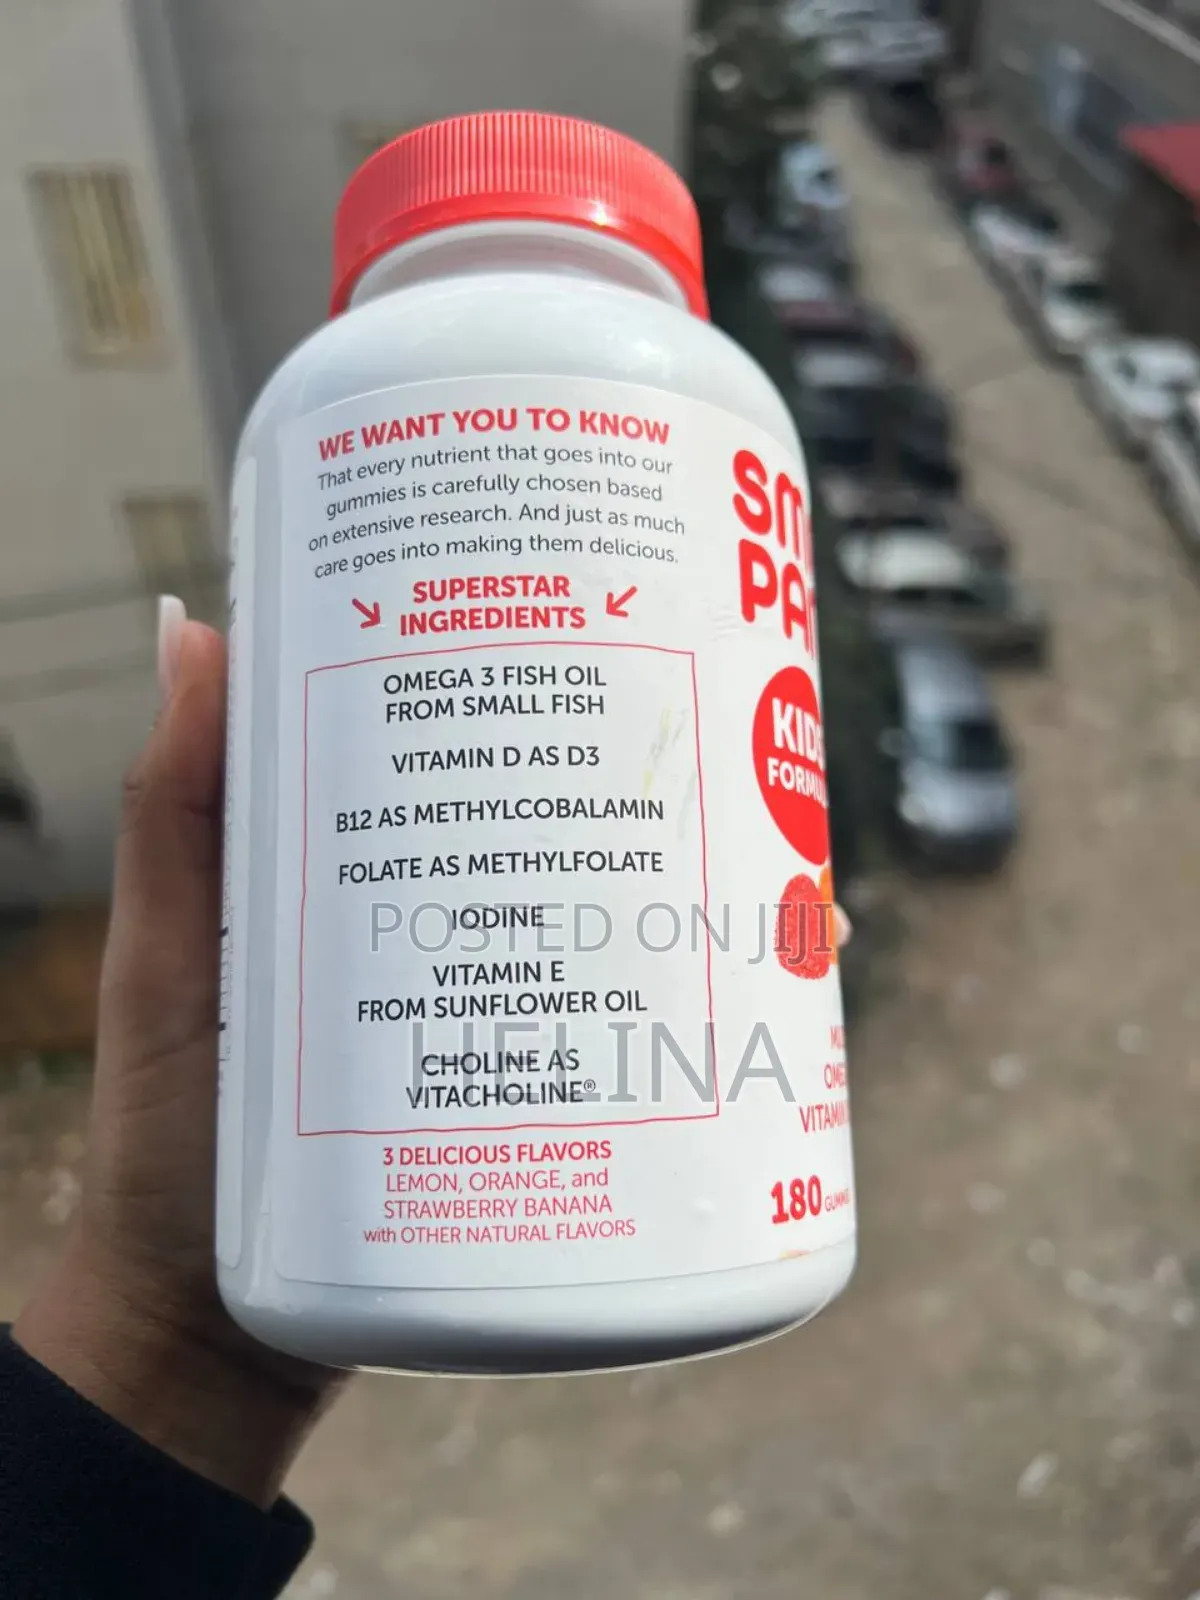 WE WANT YOU TO KNOW
That every nutrient that goes into our
gummies is carefully chosen based
on extensive research. And just as much
care goes into making them delicious.
SUPERSTAR
INGREDIENTS
OMEGA 3 FISH OIL
FROM SMALL FISH
VITAMIN D AS D3
B12 AS METHYLCOBALAMIN
FOLATE AS METHYLFOLATE
IODINE
VITAMIN E
FROM SUNFLOWER OIL
CHOLINE AS
VITACHOLINE®
3 DELICIOUS FLAVORS
LEMON, ORANGE, and
STRAWBERRY BANANA
with OTHER NATURAL FLAVORS
KIDS
180 GUMMIES
POSTED ON JIJI
HELINA